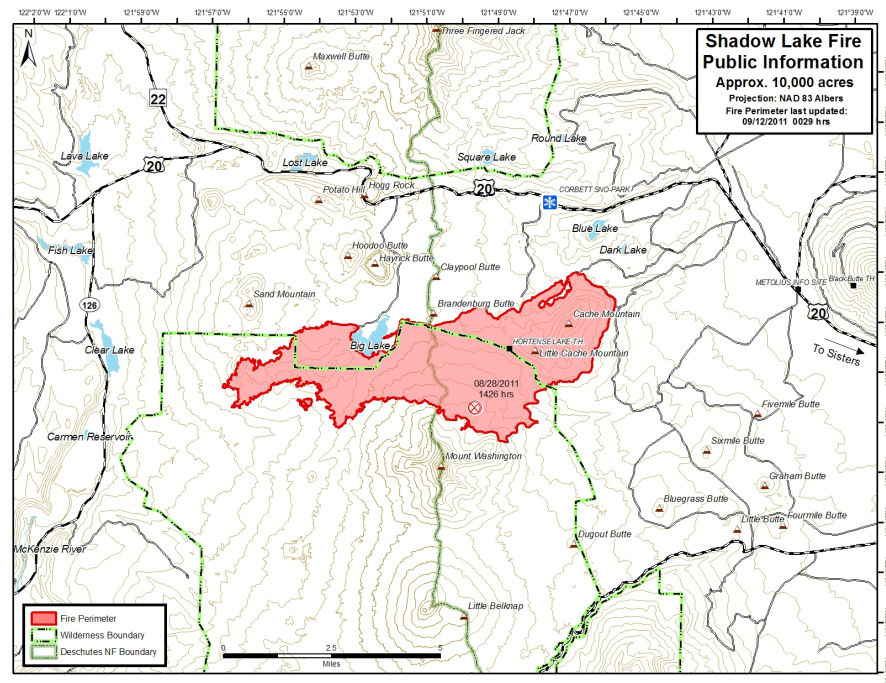 122°2'0"W 122°1'0"W
121°59'0"W
121°57'0"W
121°55'0"W
121°53'0"W
121°51'0"W
121°49'0"W
121°47'0"W
121°45'0"W
121°43'0"W
121°41'0"W
121°39'0"W
N
Three Fingered Jack
Maxwell Butte
Shadow Lake Fire
Public Information
Approx. 10,000 acres
Projection: NAD 83 Albers
Fire Perimeter last updated:
09/12/2011 0029 hrs
22
Round Lake
Lava Lake
20
Lost Lake
Square Lake
Potato Hill
Hogg Rock
20
CORBETT SNO-PARK
Blue Lake
Dark Lake
Fish Lake
Hoodoo Butte
Hayrick Butte
Claypool Butte
METOLIUS INFO SITE
Black Butte TH
Sand Mountain
126
Brandenburg Butte
Cache Mountain
20
Clear Lake
Big Lake
HORTENSE LAKE T.H.
Little Cache Mountain
To Sisters
08/28/2011
1426 hrs
Fivemile Butte
Carmen Reservoir
Sixmile Butte
Mount Washington
Graham Butte
Bluegrass Butte
Little Butte
Fourmile Butte
Dugout Butte
McKenzie River
Little Belknap
Fire Perimeter
Wilderness Boundary
Deschutes NF Boundary
0 2.5 5
Miles